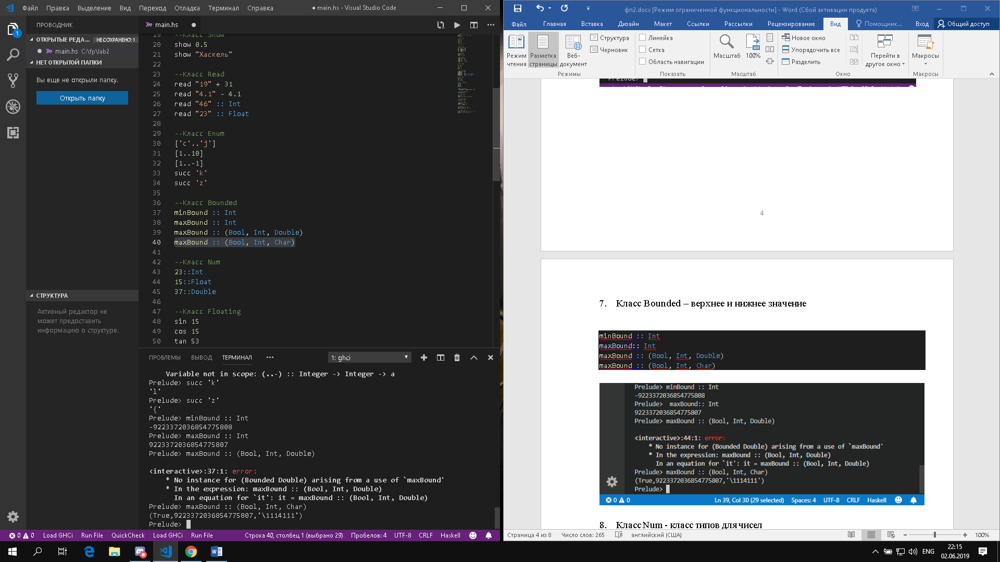 Файл Правка Выделение Вид Переход Отладка Терминал Справка ● main.hs - Visual Studio Code
ПРОВОДНИК
ОТКРЫТЫЕ РЕДА... НЕ СОХРАНЕНО: 1
main.hs C:\fp\lab2
НЕТ ОТКРЫТОЙ ПАПКИ
Вы еще не открыли папку.
Открыть папку
СТРУКТУРА
Активный редактор не
может предоставить
информацию о структуре.
1
main.hs
19 --Класс Show
20 show 0.5
21 show "Хаскель"
22
23 --Класс Read
24 read "19" + 31
25 read "4.1" - 4.1
26 read "46" :: Int
27 read "23" :: Float
28
29 --Класс Enum
30 ['c'..'j']
31 [1..10]
32 [1..-1]
33 succ 'k'
34 succ 'z'
35
36 --Класс Bounded
37 minBound :: Int
38 maxBound :: Int
39 maxBound :: (Bool, Int, Double)
40 maxBound :: (Bool, Int, Char)
41
42 --Класс Num
43 23::Int
44 15::Float
45 37::Double
46
47 --Класс Floating
48 sin 15
49 cos 15
50 tan 53
ПРОБЛЕМЫ ВЫВОД ТЕРМИНАЛ ••• 1: ghci
Variable not in scope: (..-) :: Integer -> Integer -> a
Prelude> succ 'k'
'l'
Prelude> succ 'z'
'{'
Prelude> minBound :: Int
-9223372036854775808
Prelude> maxBound :: Int
9223372036854775807
Prelude> maxBound :: (Bool, Int, Double)
<interactive>:37:1: error:
* No instance for (Bounded Double) arising from a use of `maxBound'
* In the expression: maxBound :: (Bool, Int, Double)
In an equation for `it': it = maxBound :: (Bool, Int, Double)
Prelude> maxBound :: (Bool, Int, Char)
(True,9223372036854775807,'\1114111')
Prelude>
0 0 Load GHCi Run File QuickCheck Load GHCi Run File Строка 40, столбец 1 (выбрано 29) Пробелов: 4 UTF-8 CRLF Haskell
фп2.docx [Режим ограниченной функциональности] - Word (Сбой активации продукта)
Файл Главная Вставка Дизайн Макет Ссылки Рассылки Рецензирование Вид Помощник... Вход Общий доступ
Режим чтения
Разметка страницы
Веб-документ
Структура
Черновик
Режимы
Линейка
Сетка
Область навигации
Показать
Масштаб
100
100%
Масштаб
Новое окно
Упорядочить все
Разделить
Перейти в другое окно
Окно
Макросы
Макросы
Prelude>
4
7. Класс Bounded – верхнее и нижнее значение
minBound :: Int
maxBound:: Int
maxBound :: (Bool, Int, Double)
maxBound :: (Bool, Int, Char)
Prelude> minBound :: Int
-9223372036854775808
Prelude>  maxBound:: Int
9223372036854775807
Prelude> maxBound :: (Bool, Int, Double)
<interactive>:44:1: error:
* No instance for (Bounded Double) arising from a use of `maxBound'
* In the expression: maxBound :: (Bool, Int, Double)
In an equation for `it': it = maxBound :: (Bool, Int, Double)
Prelude> maxBound :: (Bool, Int, Char)
(True,9223372036854775807,'\1114111')
Prelude>
0 0 Ln 39, Col 30 (29 selected) Spaces: 4 UTF-8 CRLF Haskell
8. Класс Num - класс типов для чисел
Страница 4 из 8 Число слов: 265 английский (США) 100%
ENG 22:15
02.06.2019